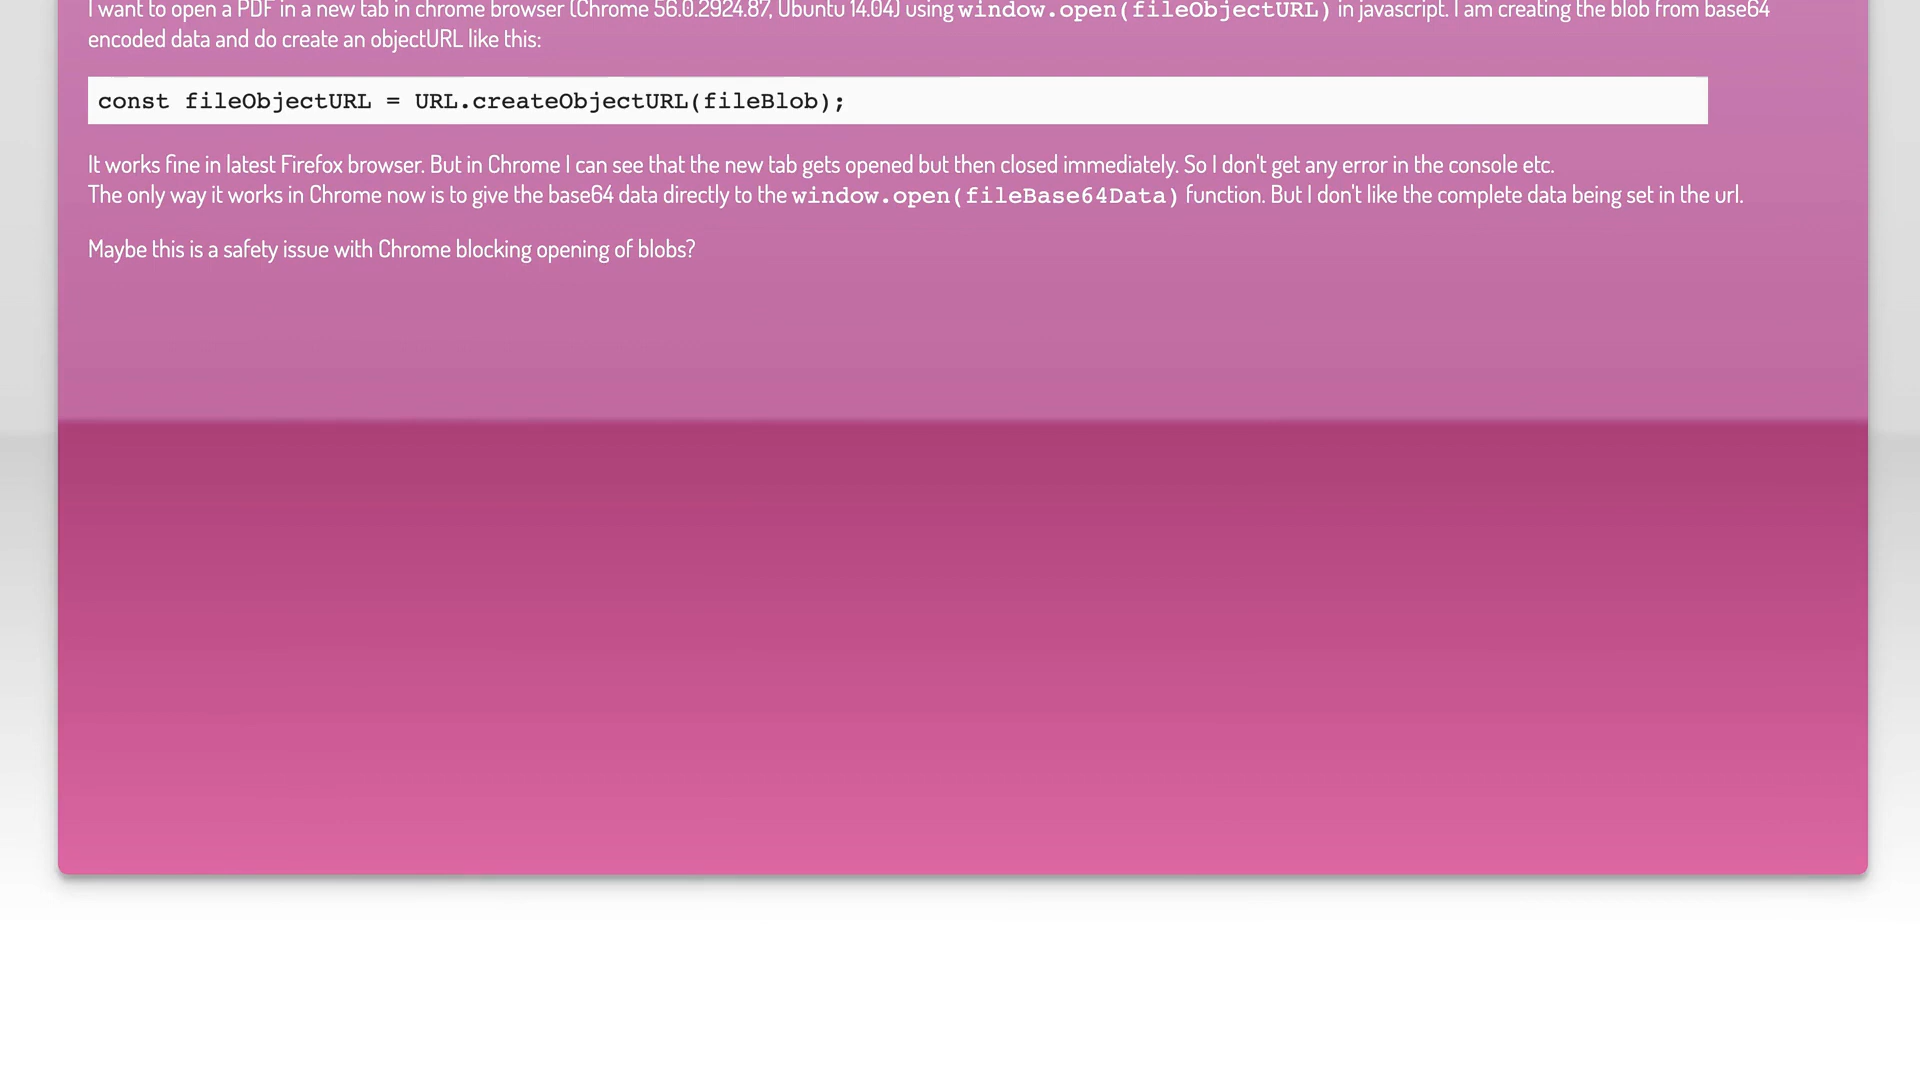 I want to open a PDF in a new tab in chrome browser (Chrome 56.0.2924.87, Ubuntu 14.04) using window.open(fileObjectURL) in javascript. I am creating the blob from base64
encoded data and do create an objectURL like this:
const fileObjectURL = URL.createObjectURL(fileBlob);
It works fine in latest Firefox browser. But in Chrome I can see that the new tab gets opened but then closed immediately. So I don't get any error in the console etc.
The only way it works in Chrome now is to give the base64 data directly to the window.open(fileBase64Data) function. But I don't like the complete data being set in the url.
Maybe this is a safety issue with Chrome blocking opening of blobs?